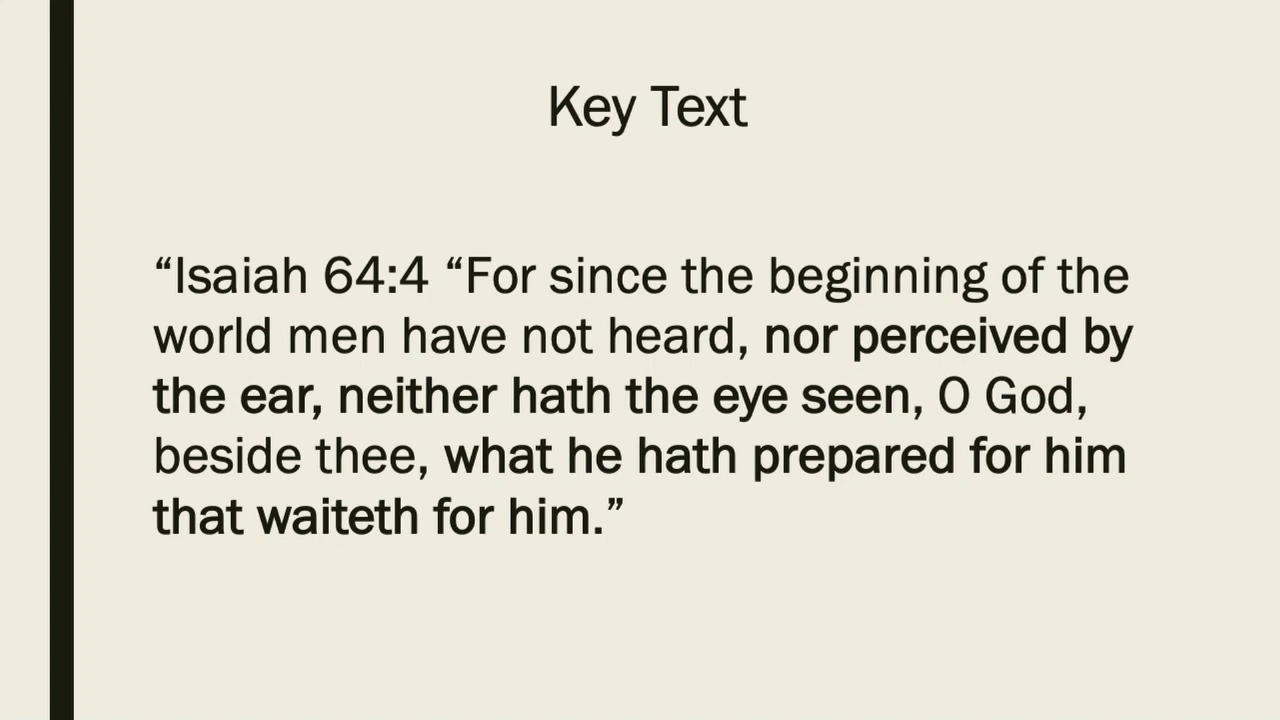 Key Text
“Isaiah 64:4 “For since the beginning of the
world men have not heard, nor perceived by
the ear, neither hath the eye seen, O God,
beside thee, what he hath prepared for him
that waiteth for him.”